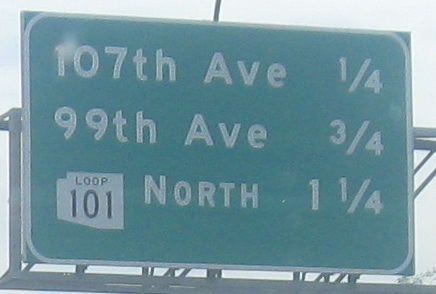 107th Ave 1/4
99th Ave 3/4
LOOP
101 NORTH 1 1/4